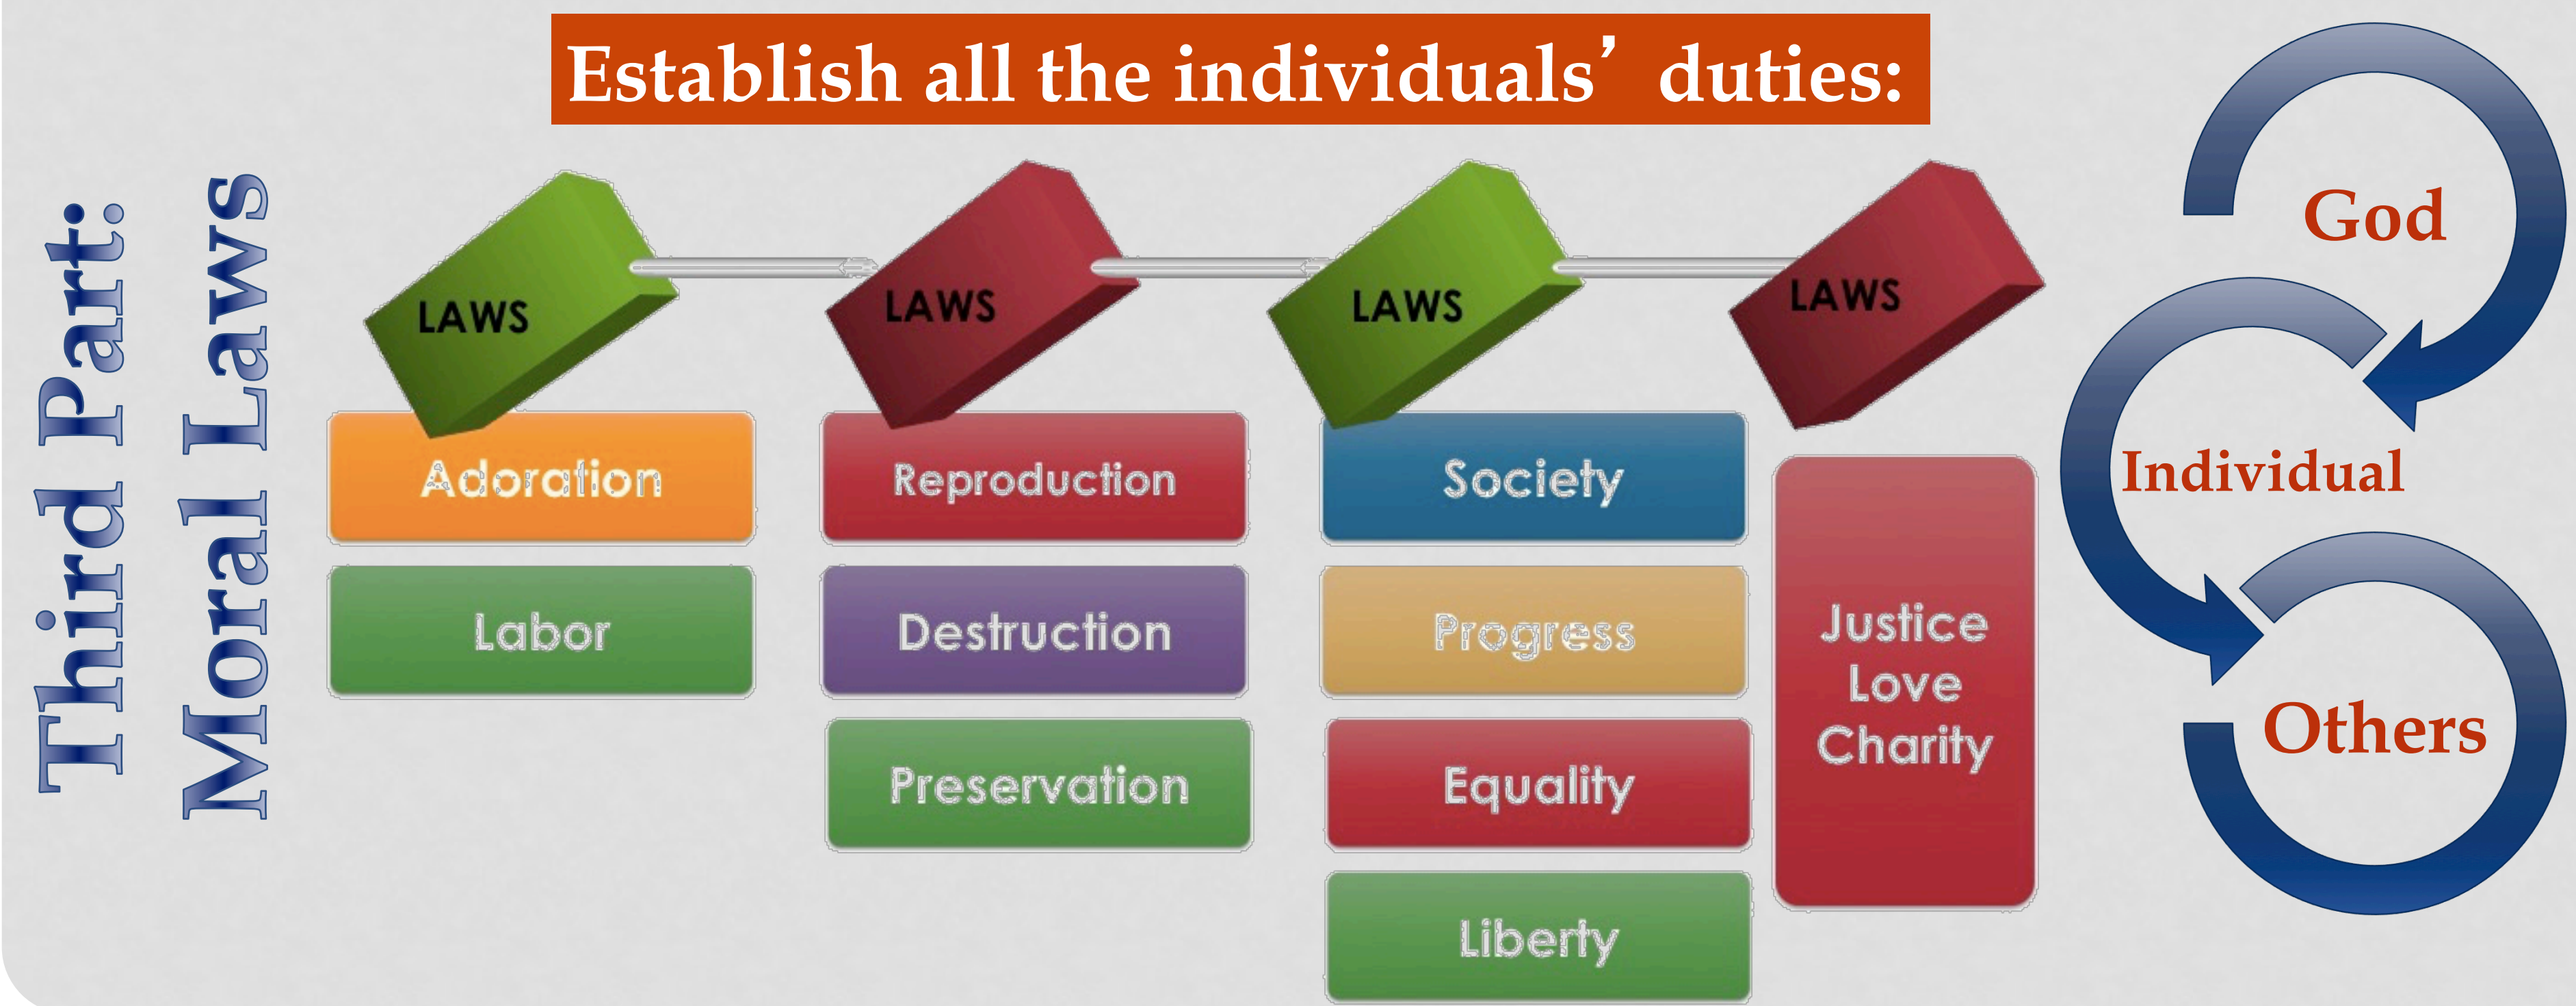 Establish all the individuals’ duties:
Third Part:
Moral Laws
LAWS
Adoration
Labor
LAWS
Reproduction
Destruction
Preservation
LAWS
Society
Progress
Equality
Liberty
LAWS
Justice
Love
Charity
God
Individual
Others